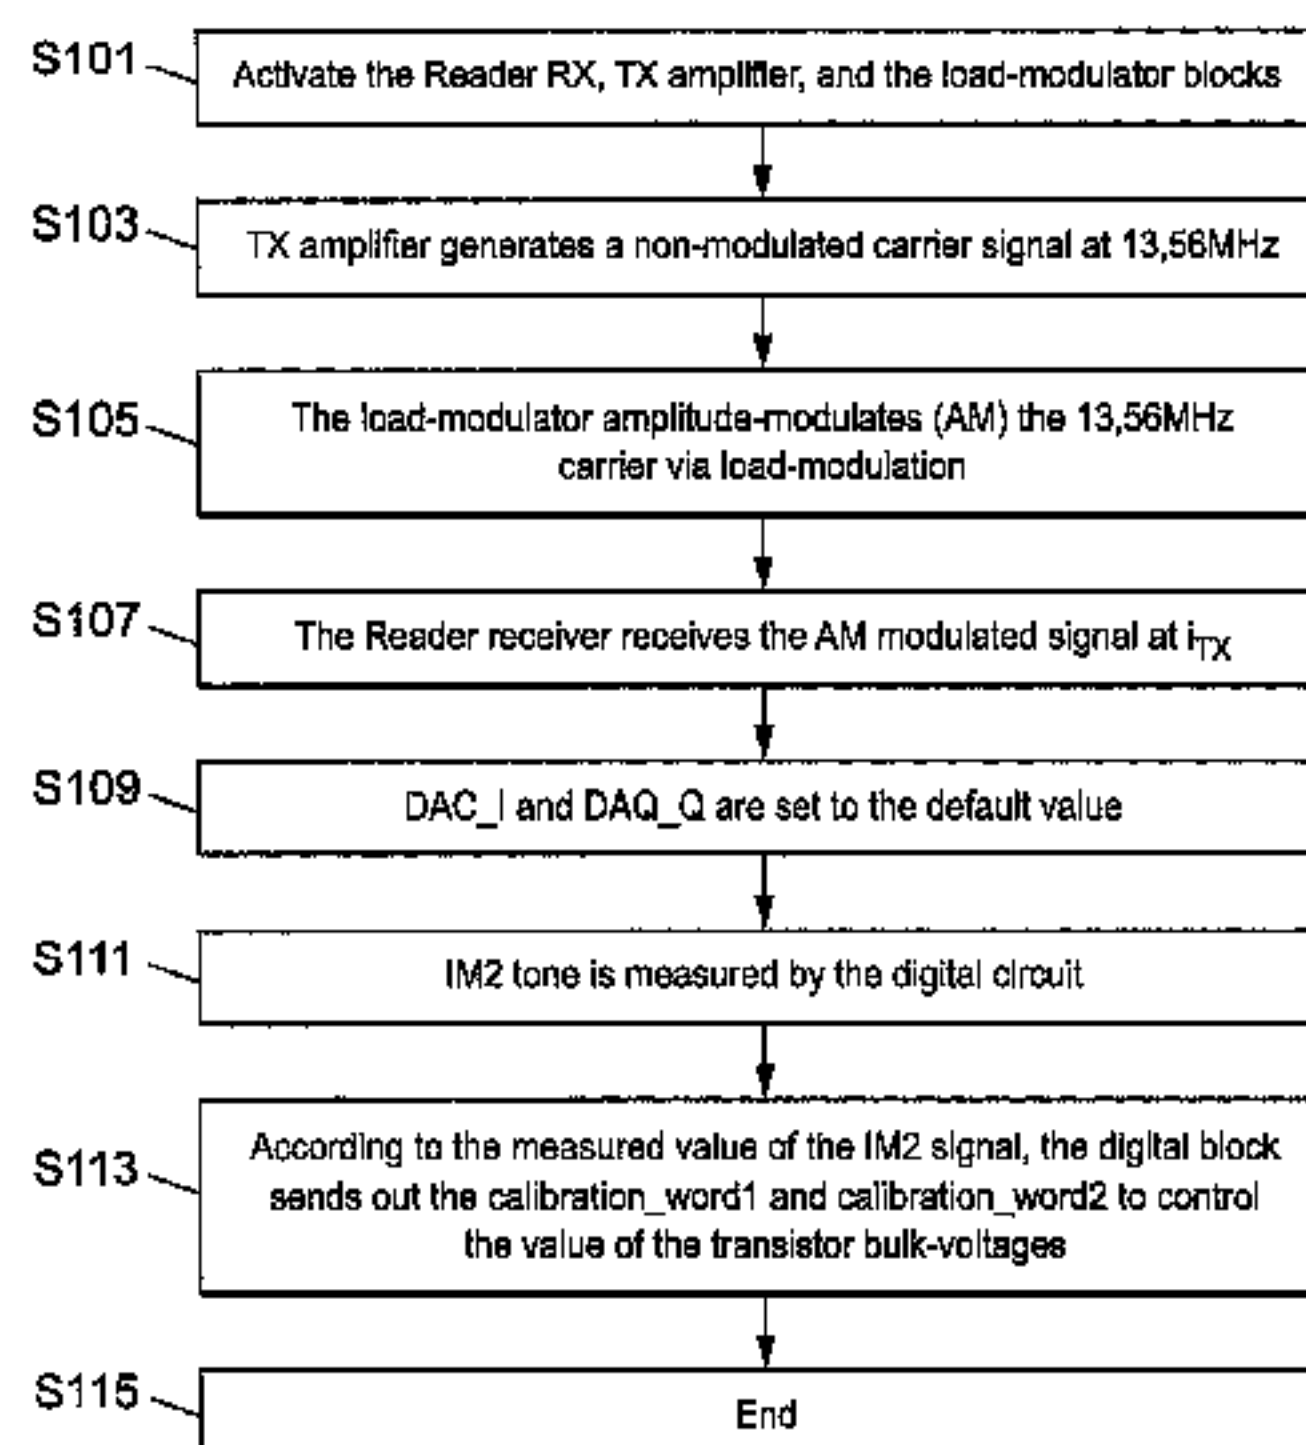 S101
Activate the Reader RX, TX amplifier, and the load-modulator blocks
S103
TX amplifier generates a non-modulated carrier signal at 13,56MHz
S105
The load-modulator amplitude-modulates (AM) the 13,56MHz
carrier via load-modulation
S107
The Reader receiver receives the AM modulated signal at iTX
S109
DAC_I and DAQ_Q are set to the default value
S111
IM2 tone is measured by the digital circuit
S113
According to the measured value of the IM2 signal, the digital block
sends out the calibration_word1 and calibration_word2 to control
the value of the transistor bulk-voltages
S115
End